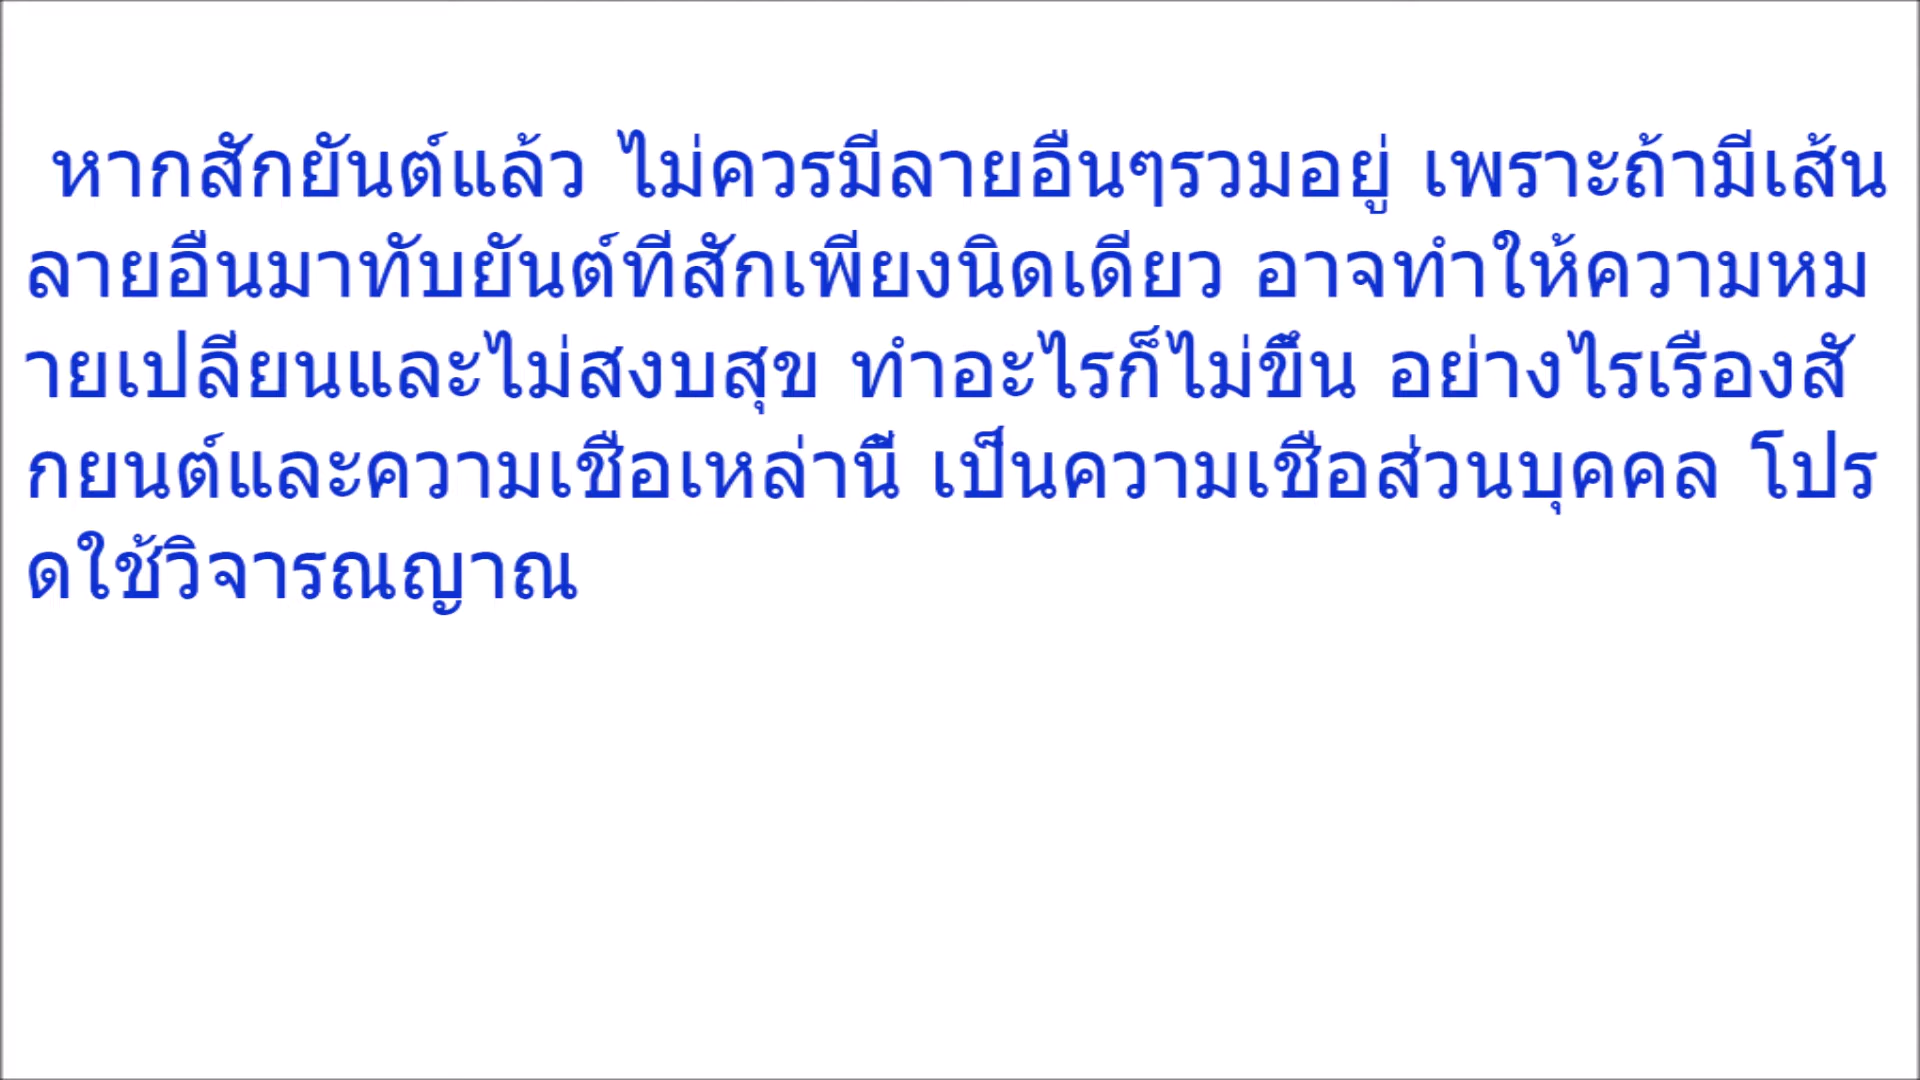 หากสักยันต์แล้ว ไม่ควรมีลายอื่นๆรวมอยู่ เพราะถ้ามีเส้น
ลายอื่นมาทับยันต์ที่สักเพียงนิดเดียว อาจทำให้ความหม
ายเปลี่ยนและไม่สงบสุข ทำอะไรก็ไม่ขึ้น อย่างไรเรื่องสั
กยนต์และความเชื่อเหล่านี้ เป็นความเชื่อส่วนบุคคล โปร
ดใช้วิจารณญาณ